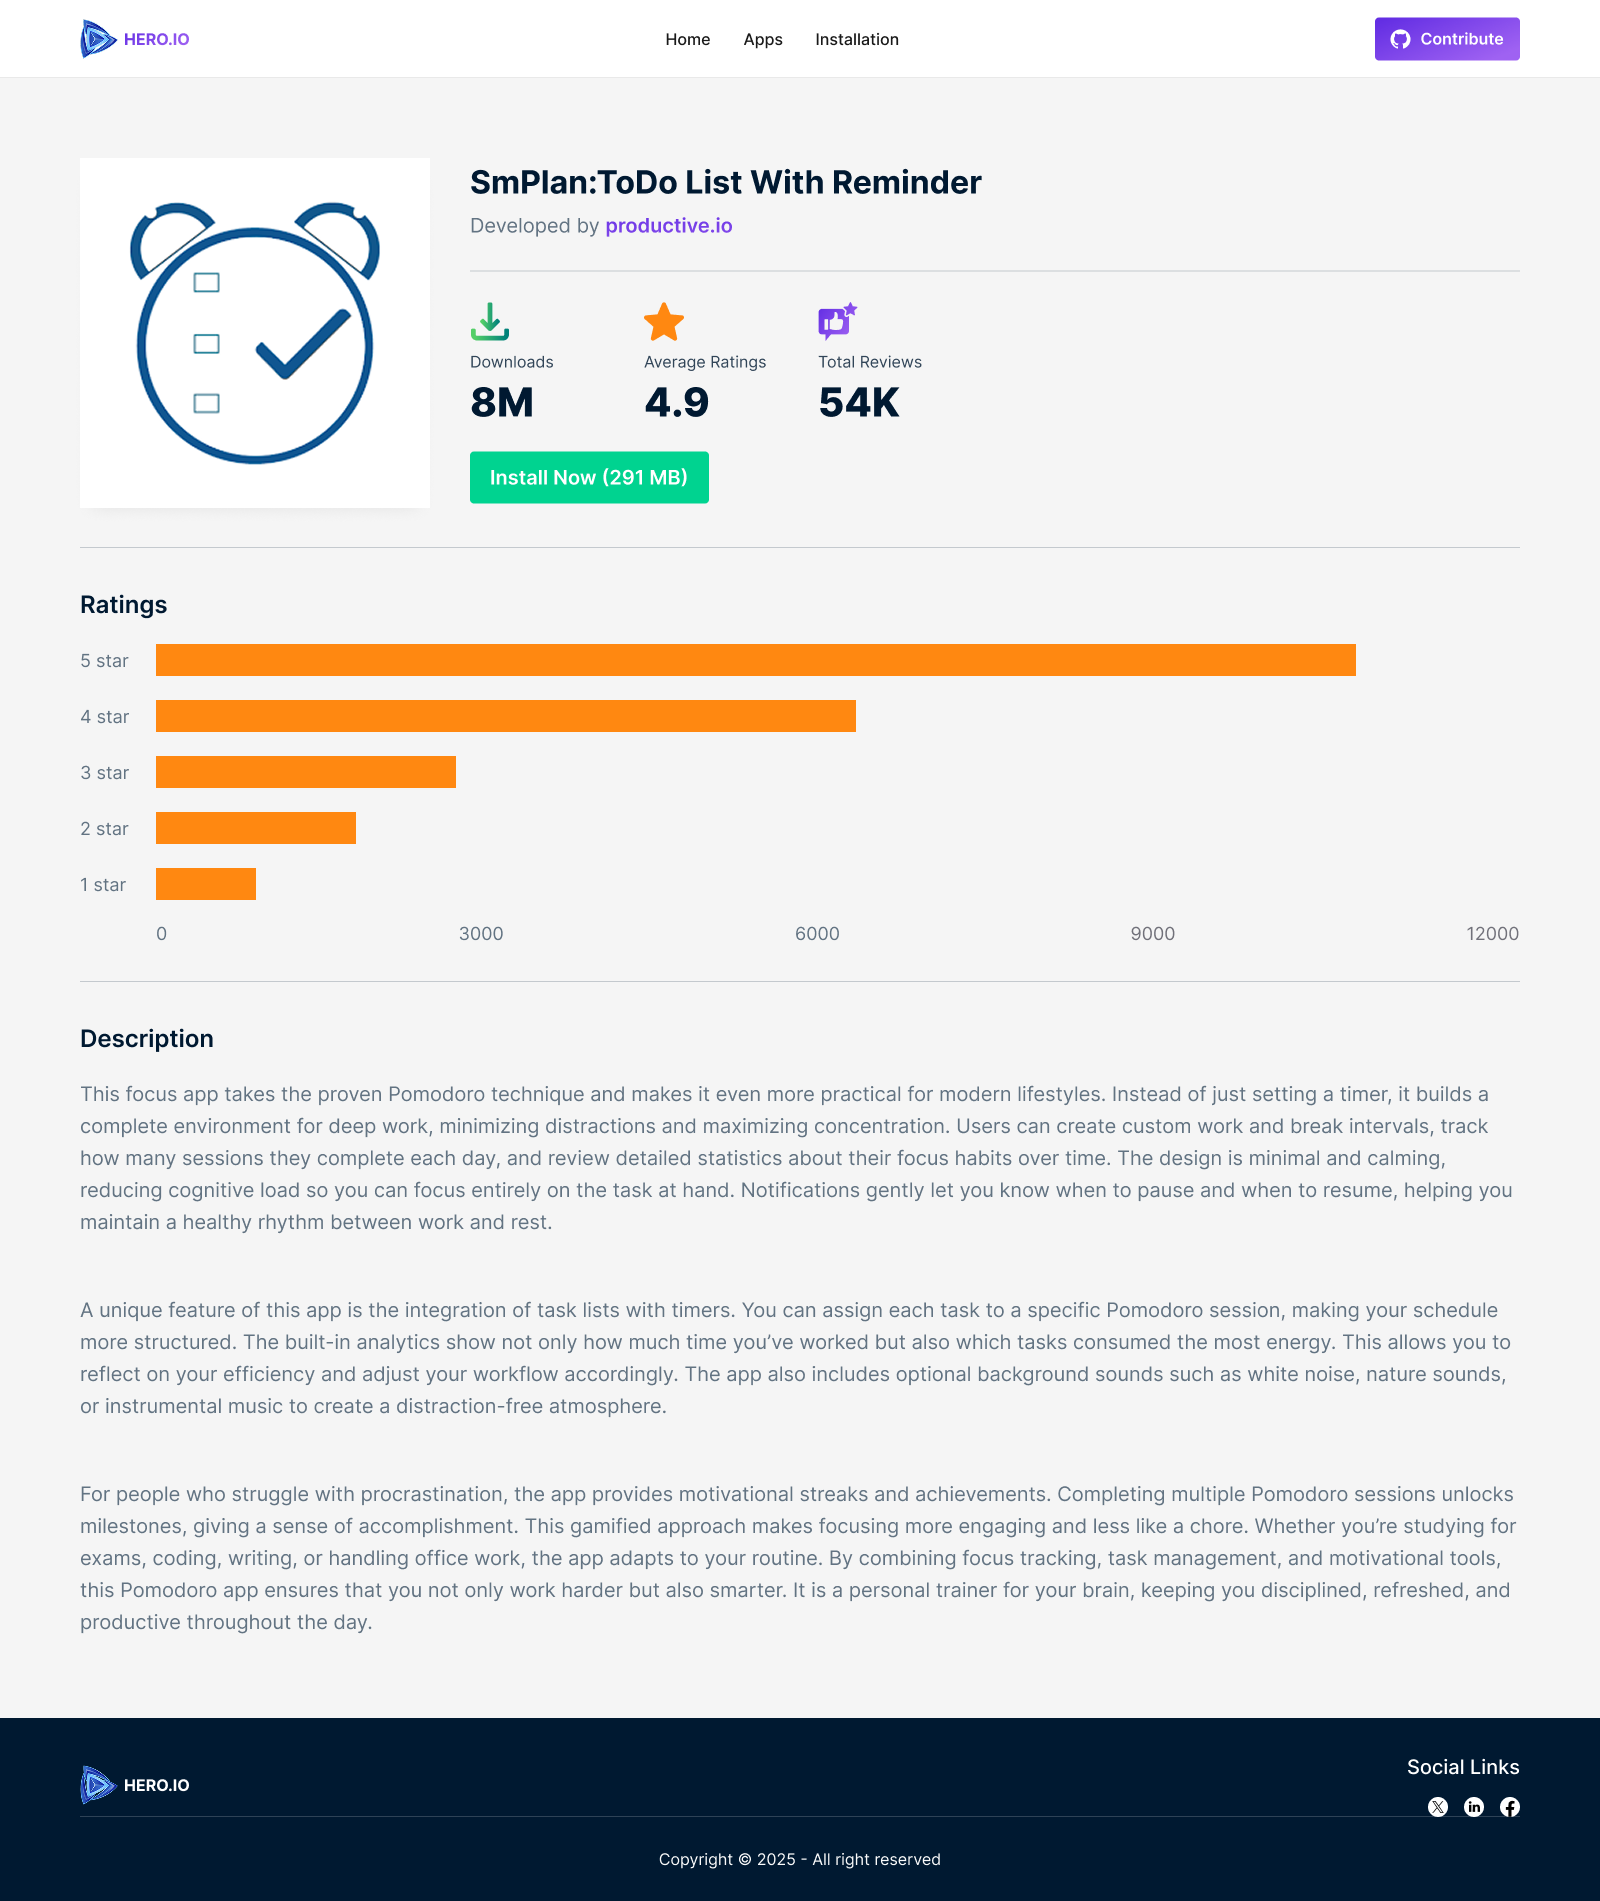 HERO.IO
Home Apps Installation
Contribute
SmPlan:ToDo List With Reminder
Developed by productive.io
Downloads Average Ratings Total Reviews
8M 4.9 54K
Install Now (291 MB)
Ratings
5 star
4 star
3 star
2 star
1 star
0 3000 6000 9000 12000
Description
This focus app takes the proven Pomodoro technique and makes it even more practical for modern lifestyles. Instead of just setting a timer, it builds a
complete environment for deep work, minimizing distractions and maximizing concentration. Users can create custom work and break intervals, track
how many sessions they complete each day, and review detailed statistics about their focus habits over time. The design is minimal and calming,
reducing cognitive load so you can focus entirely on the task at hand. Notifications gently let you know when to pause and when to resume, helping you
maintain a healthy rhythm between work and rest.
A unique feature of this app is the integration of task lists with timers. You can assign each task to a specific Pomodoro session, making your schedule
more structured. The built-in analytics show not only how much time you’ve worked but also which tasks consumed the most energy. This allows you to
reflect on your efficiency and adjust your workflow accordingly. The app also includes optional background sounds such as white noise, nature sounds,
or instrumental music to create a distraction-free atmosphere.
For people who struggle with procrastination, the app provides motivational streaks and achievements. Completing multiple Pomodoro sessions unlocks
milestones, giving a sense of accomplishment. This gamified approach makes focusing more engaging and less like a chore. Whether you’re studying for
exams, coding, writing, or handling office work, the app adapts to your routine. By combining focus tracking, task management, and motivational tools,
this Pomodoro app ensures that you not only work harder but also smarter. It is a personal trainer for your brain, keeping you disciplined, refreshed, and
productive throughout the day.
Social Links
HERO.IO
Copyright © 2025 - All right reserved